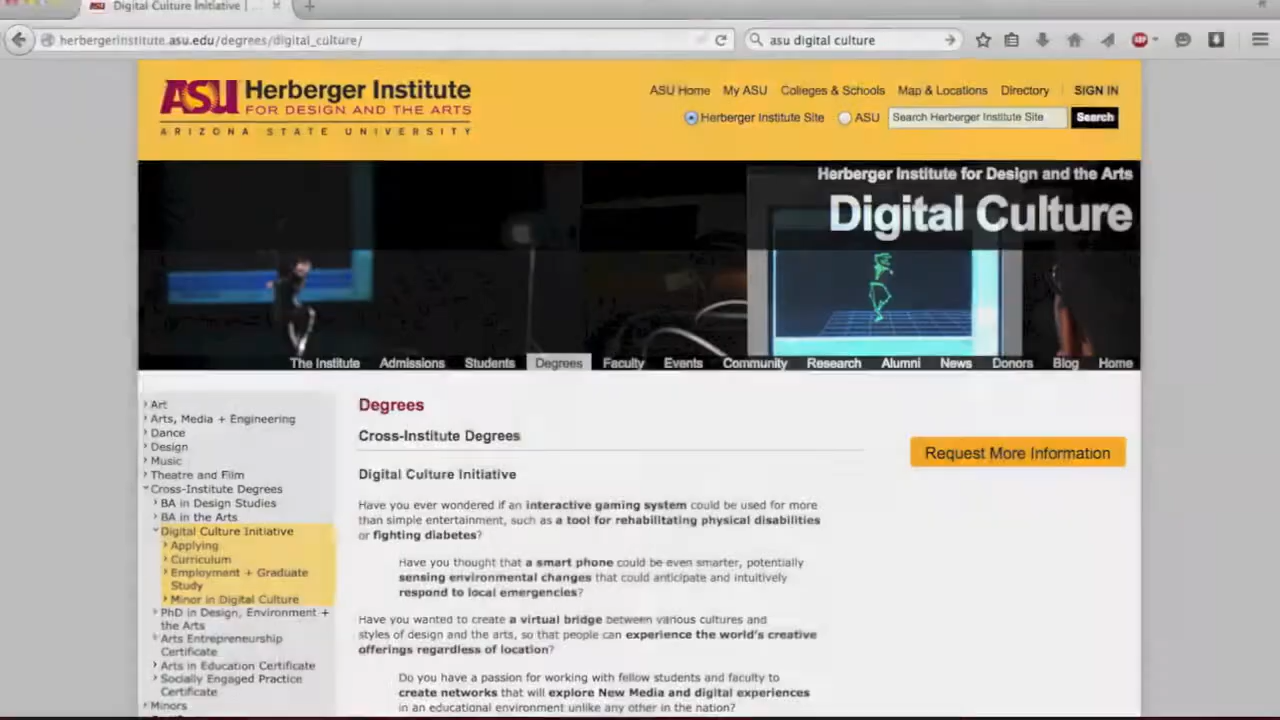 Digital Culture Initiative |
herbergerinstitute.asu.edu/degrees/digital_culture/
asu digital culture
ASU Herberger Institute
FOR DESIGN AND THE ARTS
ARIZONA STATE UNIVERSITY
ASU Home My ASU Colleges & Schools Map & Locations Directory SIGN IN
Herberger Institute Site ASU Search Herberger Institute Site Search
Herberger Institute for Design and the Arts
Digital Culture
The Institute Admissions Students Degrees Faculty Events Community Research Alumni News Donors Blog Home
Art
Arts, Media + Engineering
Dance
Design
Music
Theatre and Film
Cross-Institute Degrees
BA in Design Studies
BA in the Arts
Digital Culture Initiative
Applying
Curriculum
Employment + Graduate
Study
Minor in Digital Culture
PhD in Design, Environment +
the Arts
Arts Entrepreneurship
Certificate
Arts in Education Certificate
Socially Engaged Practice
Certificate
Minors
Degrees
Cross-Institute Degrees
Digital Culture Initiative
Have you ever wondered if an interactive gaming system could be used for more
than simple entertainment, such as a tool for rehabilitating physical disabilities
or fighting diabetes?
Have you thought that a smart phone could be even smarter, potentially
sensing environmental changes that could anticipate and intuitively
respond to local emergencies?
Have you wanted to create a virtual bridge between various cultures and
styles of design and the arts, so that people can experience the world's creative
offerings regardless of location?
Do you have a passion for working with fellow students and faculty to
create networks that will explore New Media and digital experiences
in an educational environment unlike any other in the nation?
Request More Information